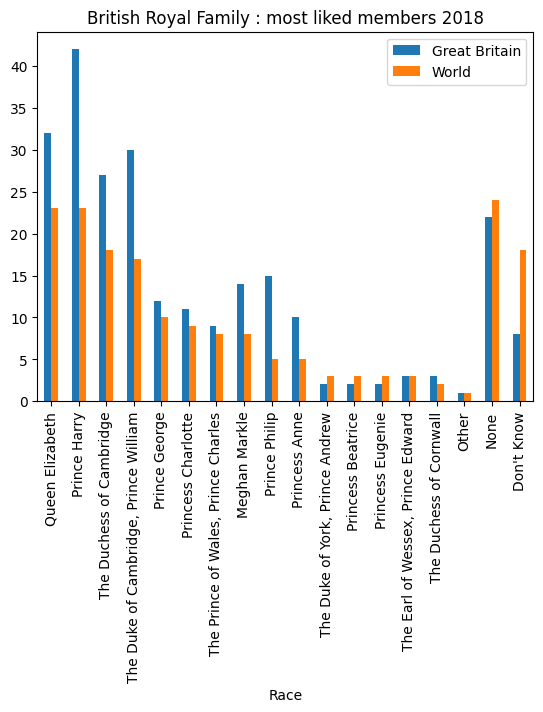 British Royal Family : most liked members 2018
Great Britain
World
40
35
30
25
20
15
10
5
0
Queen Elizabeth
Prince Harry
The Duchess of Cambridge
The Duke of Cambridge, Prince William
Prince George
Princess Charlotte
The Prince of Wales, Prince Charles
Meghan Markle
Prince Philip
Princess Anne
The Duke of York, Prince Andrew
Princess Beatrice
Princess Eugenie
The Earl of Wessex, Prince Edward
The Duchess of Cornwall
Other
None
Don't Know
Race